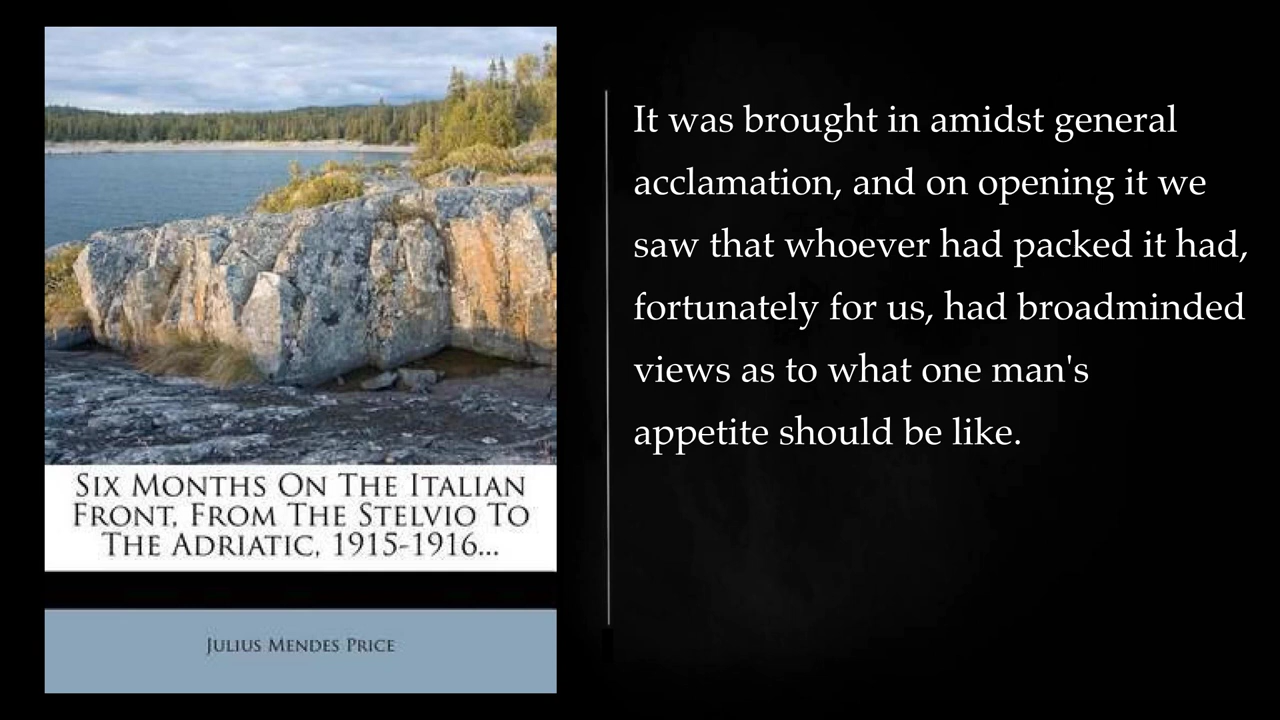 Six Months On The Italian
Front, From The Stelvio To
The Adriatic, 1915-1916...
Julius Mendes Price
It was brought in amidst general
acclamation, and on opening it we
saw that whoever had packed it had,
fortunately for us, had broadminded
views as to what one man's
appetite should be like.